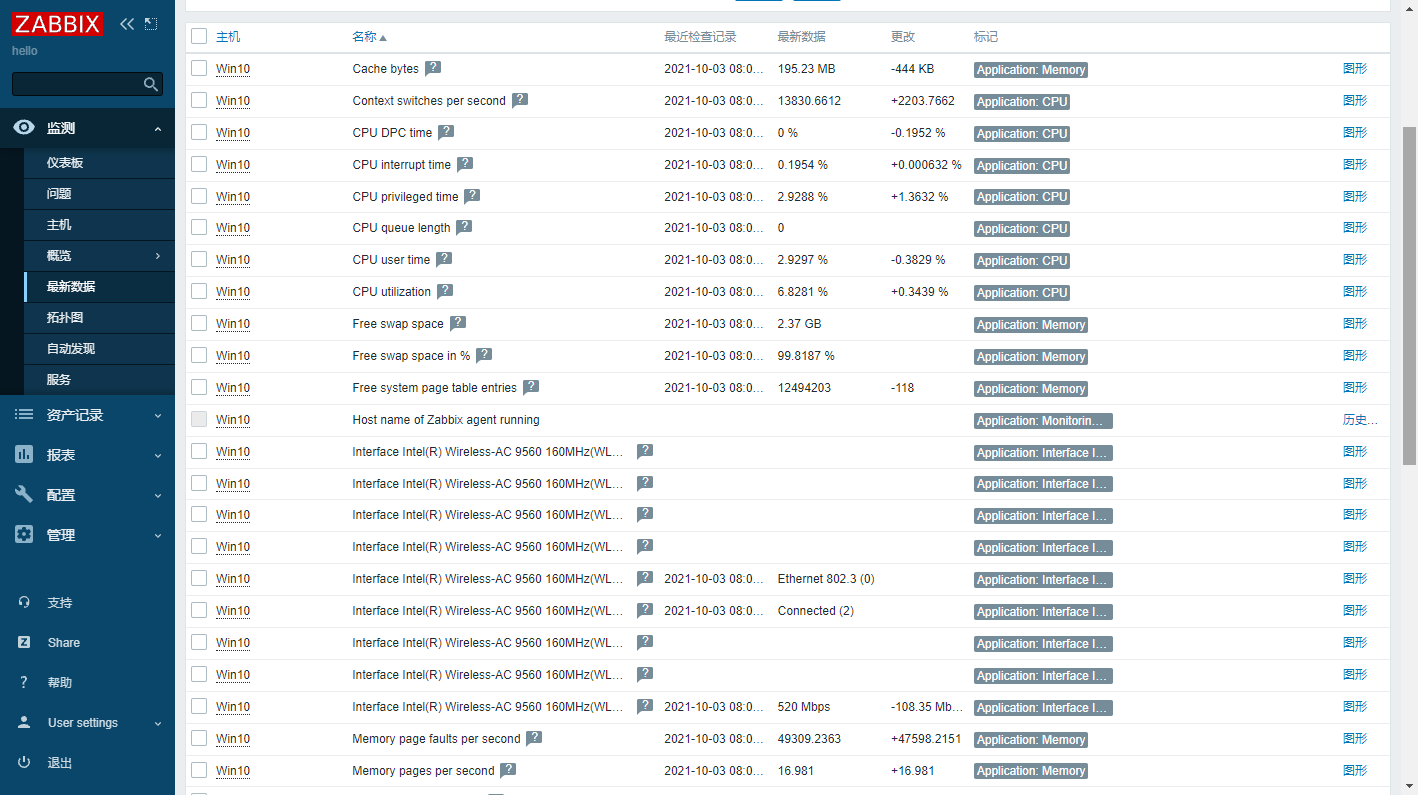 ZABBIX
hello
监测
仪表板
问题
主机
概览
最新数据
拓扑图
自动发现
服务
资产记录
报表
配置
管理
支持
Share
帮助
User settings
退出
主机 名称 最近检查记录 最新数据 更改 标记
Win10 Cache bytes ? 2021-10-03 08:0... 195.23 MB -444 KB Application: Memory 图形
Win10 Context switches per second ? 2021-10-03 08:0... 13830.6612 +2203.7662 Application: CPU 图形
Win10 CPU DPC time ? 2021-10-03 08:0... 0 % -0.1952 % Application: CPU 图形
Win10 CPU interrupt time ? 2021-10-03 08:0... 0.1954 % +0.000632 % Application: CPU 图形
Win10 CPU privileged time ? 2021-10-03 08:0... 2.9288 % +1.3632 % Application: CPU 图形
Win10 CPU queue length ? 2021-10-03 08:0... 0 Application: CPU 图形
Win10 CPU user time ? 2021-10-03 08:0... 2.9297 % -0.3829 % Application: CPU 图形
Win10 CPU utilization ? 2021-10-03 08:0... 6.8281 % +0.3439 % Application: CPU 图形
Win10 Free swap space ? 2021-10-03 08:0... 2.37 GB Application: Memory 图形
Win10 Free swap space in % ? 2021-10-03 08:0... 99.8187 % Application: Memory 图形
Win10 Free system page table entries ? 2021-10-03 08:0... 12494203 -118 Application: Memory 图形
Win10 Host name of Zabbix agent running Application: Monitorin... 历史...
Win10 Interface Intel(R) Wireless-AC 9560 160MHz(WL... ? Application: Interface I... 图形
Win10 Interface Intel(R) Wireless-AC 9560 160MHz(WL... ? Application: Interface I... 图形
Win10 Interface Intel(R) Wireless-AC 9560 160MHz(WL... ? Application: Interface I... 图形
Win10 Interface Intel(R) Wireless-AC 9560 160MHz(WL... ? Application: Interface I... 图形
Win10 Interface Intel(R) Wireless-AC 9560 160MHz(WL... ? 2021-10-03 08:0... Ethernet 802.3 (0) Application: Interface I... 图形
Win10 Interface Intel(R) Wireless-AC 9560 160MHz(WL... ? 2021-10-03 08:0... Connected (2) Application: Interface I... 图形
Win10 Interface Intel(R) Wireless-AC 9560 160MHz(WL... ? Application: Interface I... 图形
Win10 Interface Intel(R) Wireless-AC 9560 160MHz(WL... ? Application: Interface I... 图形
Win10 Interface Intel(R) Wireless-AC 9560 160MHz(WL... ? 2021-10-03 08:0... 520 Mbps -108.35 Mb... Application: Interface I... 图形
Win10 Memory page faults per second ? 2021-10-03 08:0... 49309.2363 +47598.2151 Application: Memory 图形
Win10 Memory pages per second ? 2021-10-03 08:0... 16.981 +16.981 Application: Memory 图形